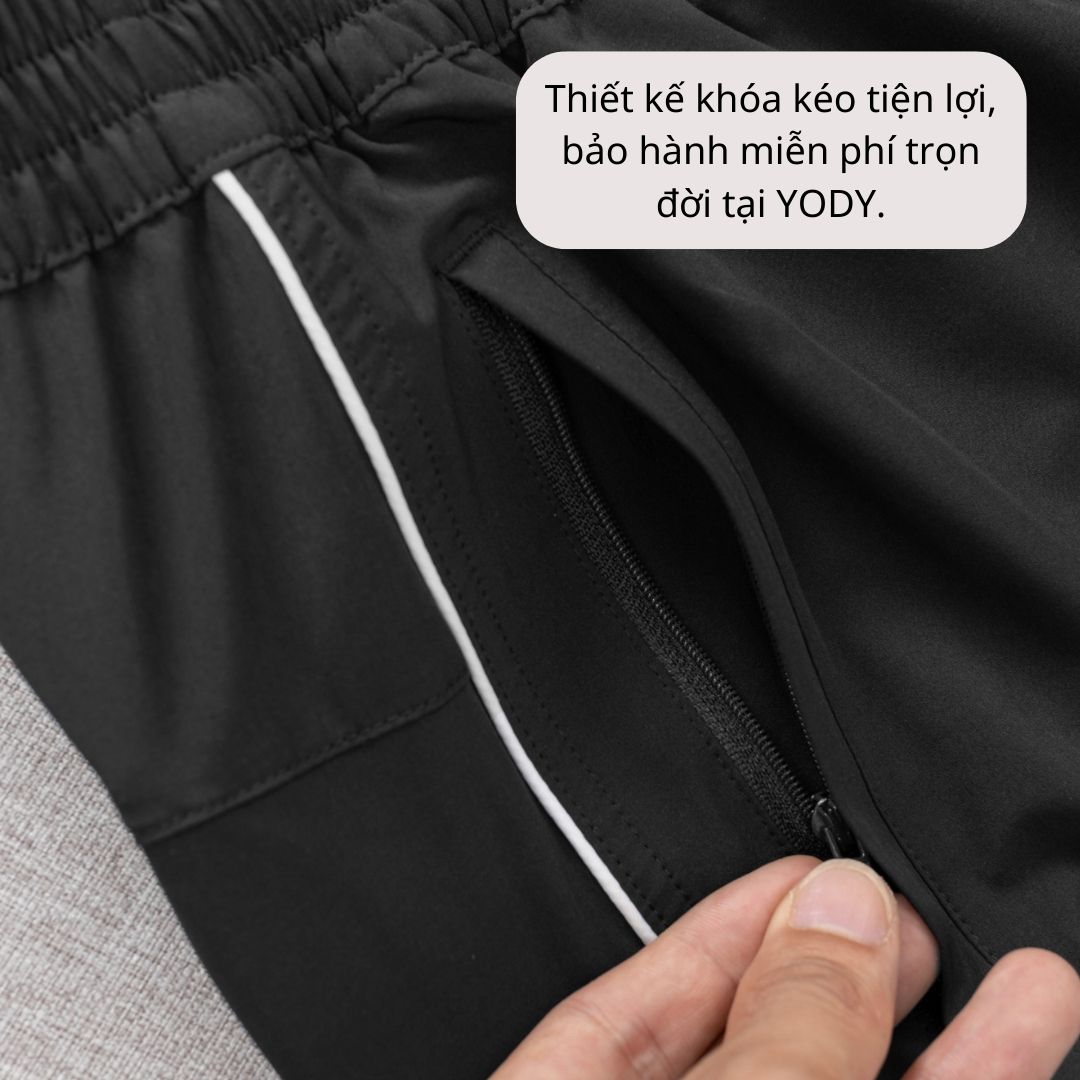 Thiết kế khóa kéo tiện lợi,
bảo hành miễn phí trọn
đời tại YODY.